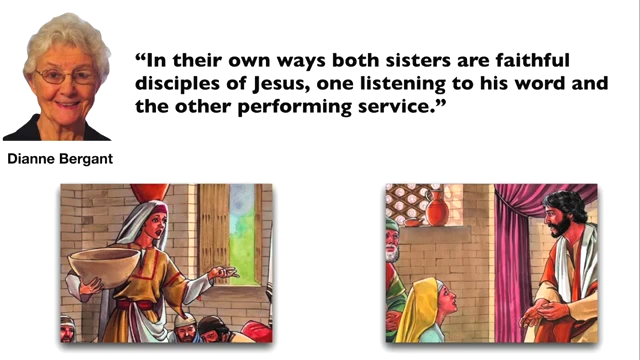 “In their own ways both sisters are faithful
disciples of Jesus, one listening to his word and
the other performing service.”
Dianne Bergant